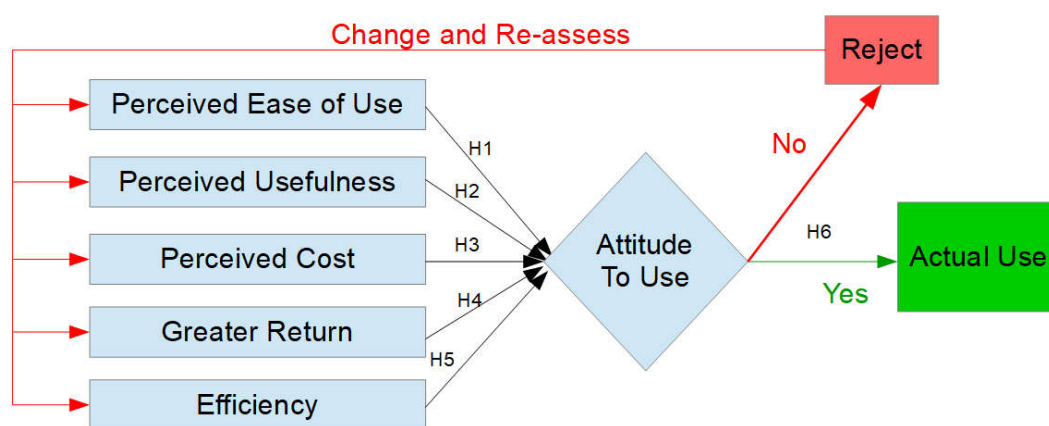 Change and Re-assess
Reject
Perceived Ease of Use
H1
No
Perceived Usefulness
H2
Perceived Cost
H3
Attitude
To Use
H6
Actual Use
Yes
Greater Return
H4
H5
Efficiency